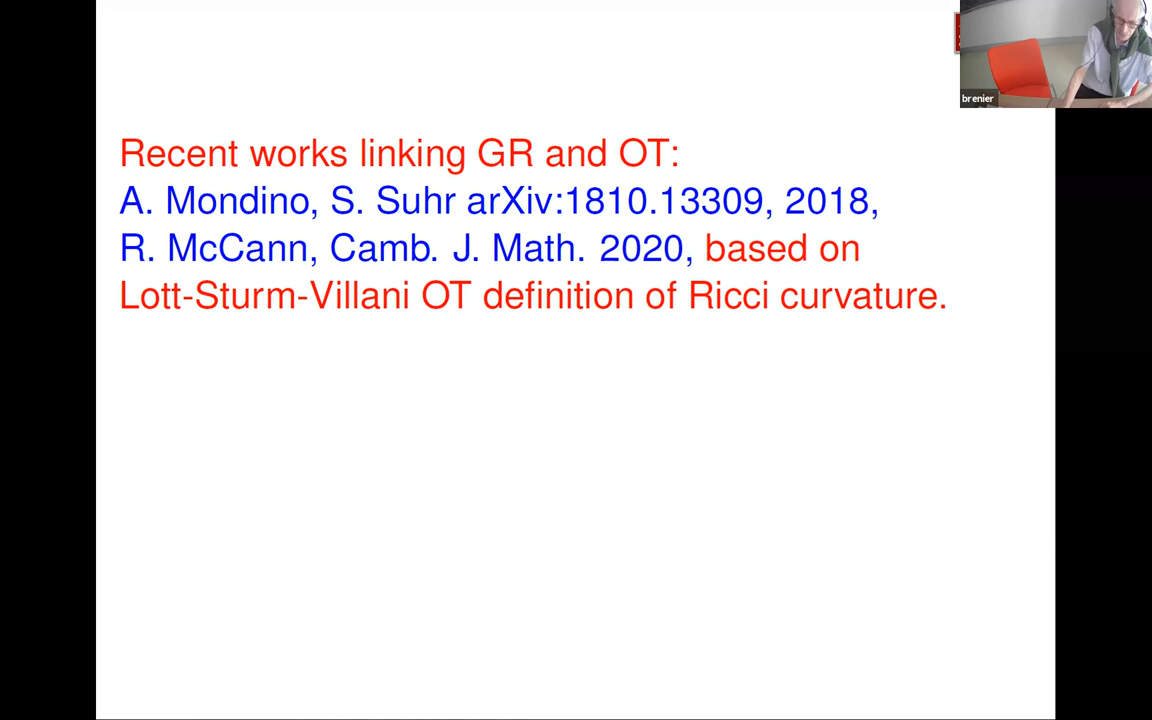 brenier
Recent works linking GR and OT:
A. Mondino, S. Suhr arXiv:1810.13309, 2018,
R. McCann, Camb. J. Math. 2020, based on
Lott-Sturm-Villani OT definition of Ricci curvature.